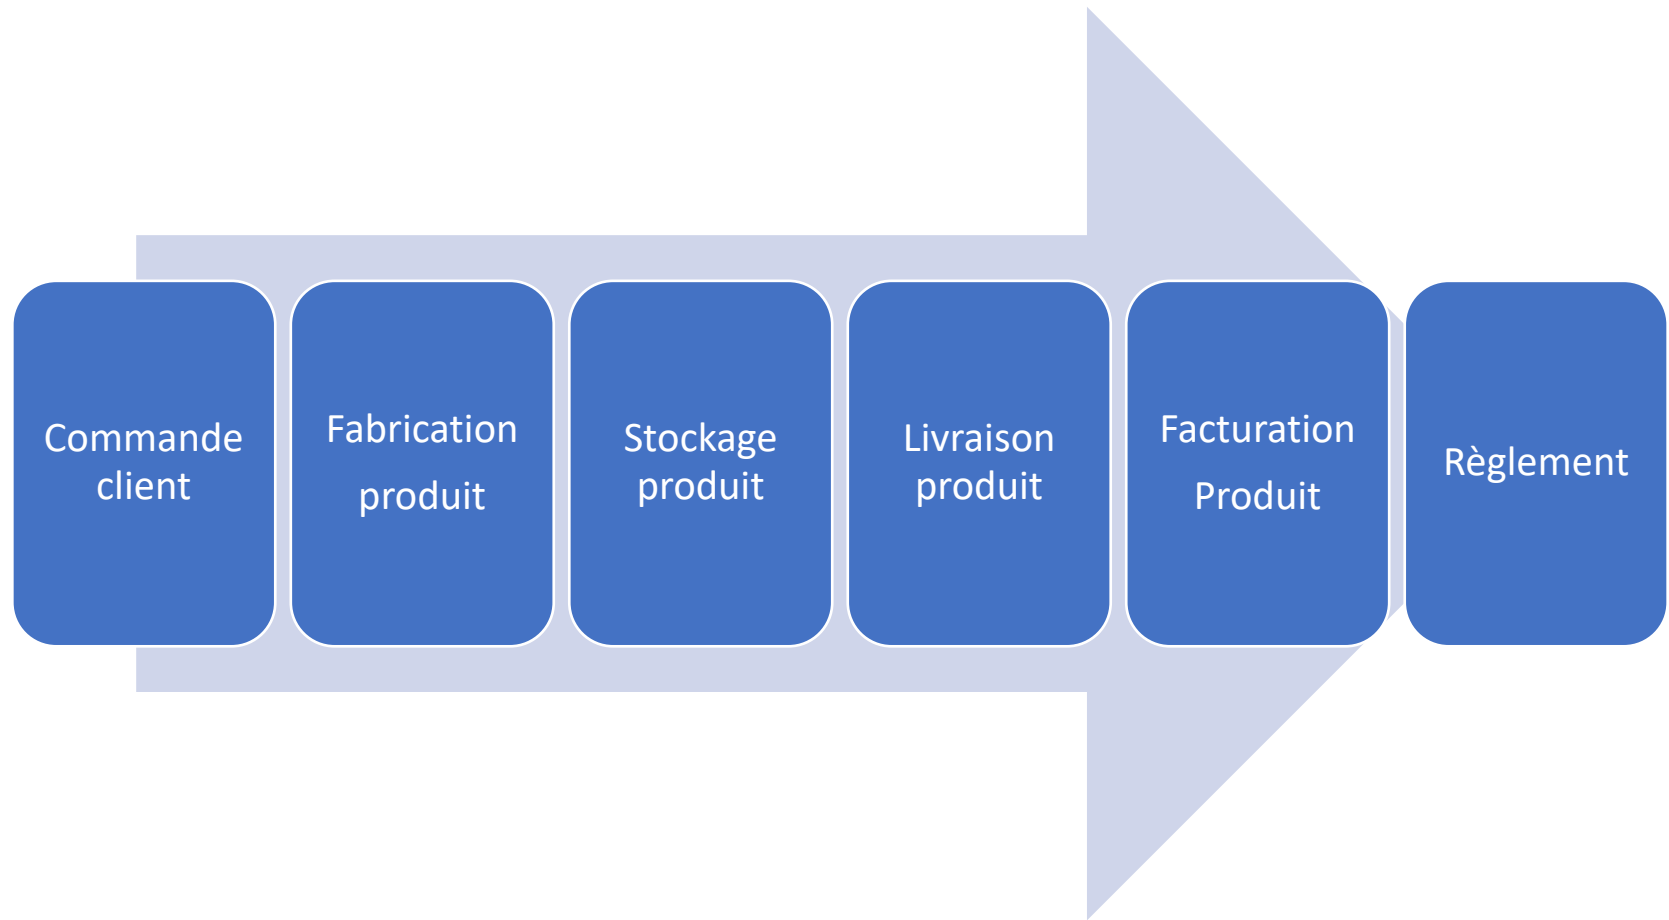 Commande
client
Fabrication
produit
Stockage
produit
Livraison
produit
Facturation
Produit
Règlement